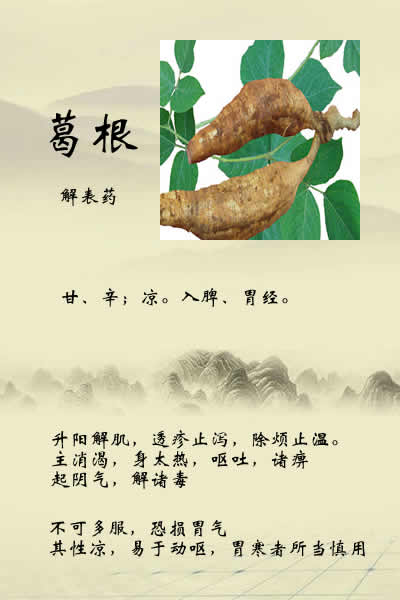 葛根
解表药
甘、辛；凉。入脾、胃经。
升阳解肌，透疹止泻，除烦止温。
主消渴，身太热，呕吐，诸痹
起阴气，解诸毒
不可多服，恐损胃气
其性凉，易于动呕，胃寒者所当慎用